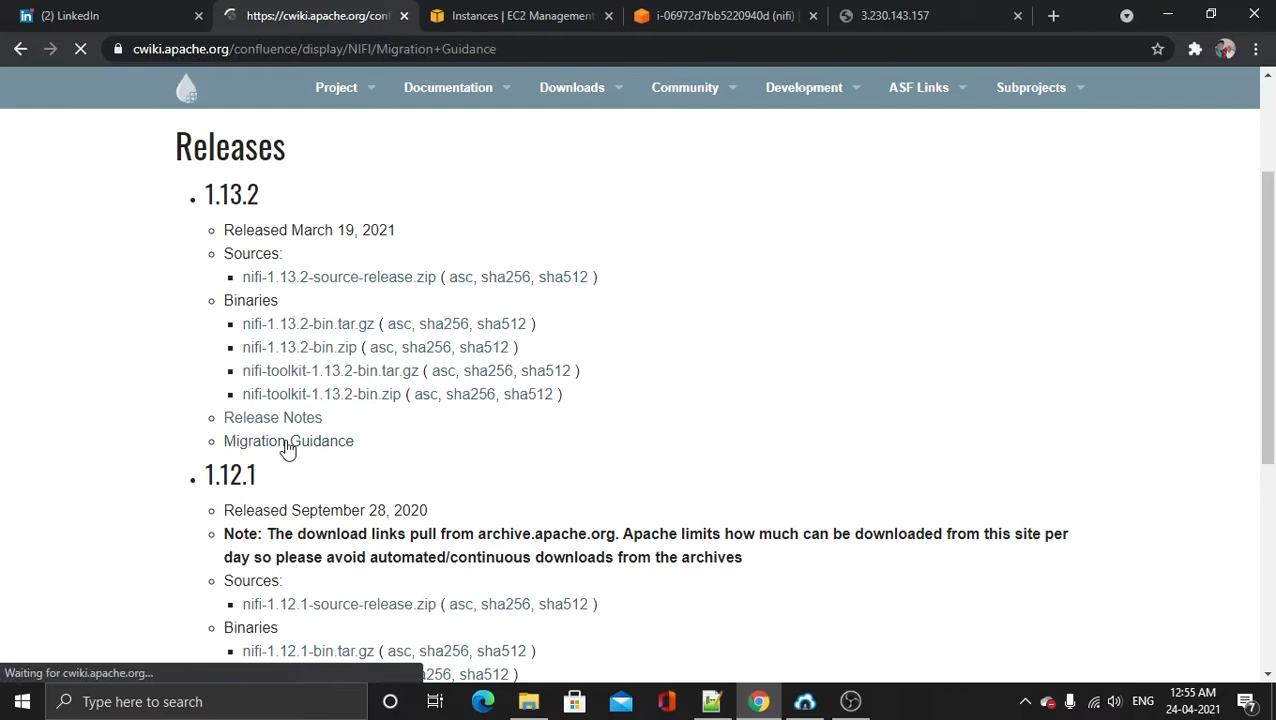 (2) LinkedIn
https://cwiki.apache.org/conf
Instances | EC2 Management
i-06972d7bb5220940d (nifi)
3.230.143.157
cwiki.apache.org/confluence/display/NIFI/Migration+Guidance
Project
Documentation
Downloads
Community
Development
ASF Links
Subprojects
Releases
1.13.2
Released March 19, 2021
Sources:
nifi-1.13.2-source-release.zip ( asc, sha256, sha512 )
Binaries
nifi-1.13.2-bin.tar.gz ( asc, sha256, sha512 )
nifi-1.13.2-bin.zip ( asc, sha256, sha512 )
nifi-toolkit-1.13.2-bin.tar.gz ( asc, sha256, sha512 )
nifi-toolkit-1.13.2-bin.zip ( asc, sha256, sha512 )
Release Notes
Migration Guidance
1.12.1
Released September 28, 2020
Note: The download links pull from archive.apache.org. Apache limits how much can be downloaded from this site per
day so please avoid automated/continuous downloads from the archives
Sources:
nifi-1.12.1-source-release.zip ( asc, sha256, sha512 )
Binaries
nifi-1.12.1-bin.tar.gz ( asc, sha256, sha512 )
Waiting for cwiki.apache.org...
256, sha512 )
Type here to search
ENG
12:55 AM
24-04-2021
7